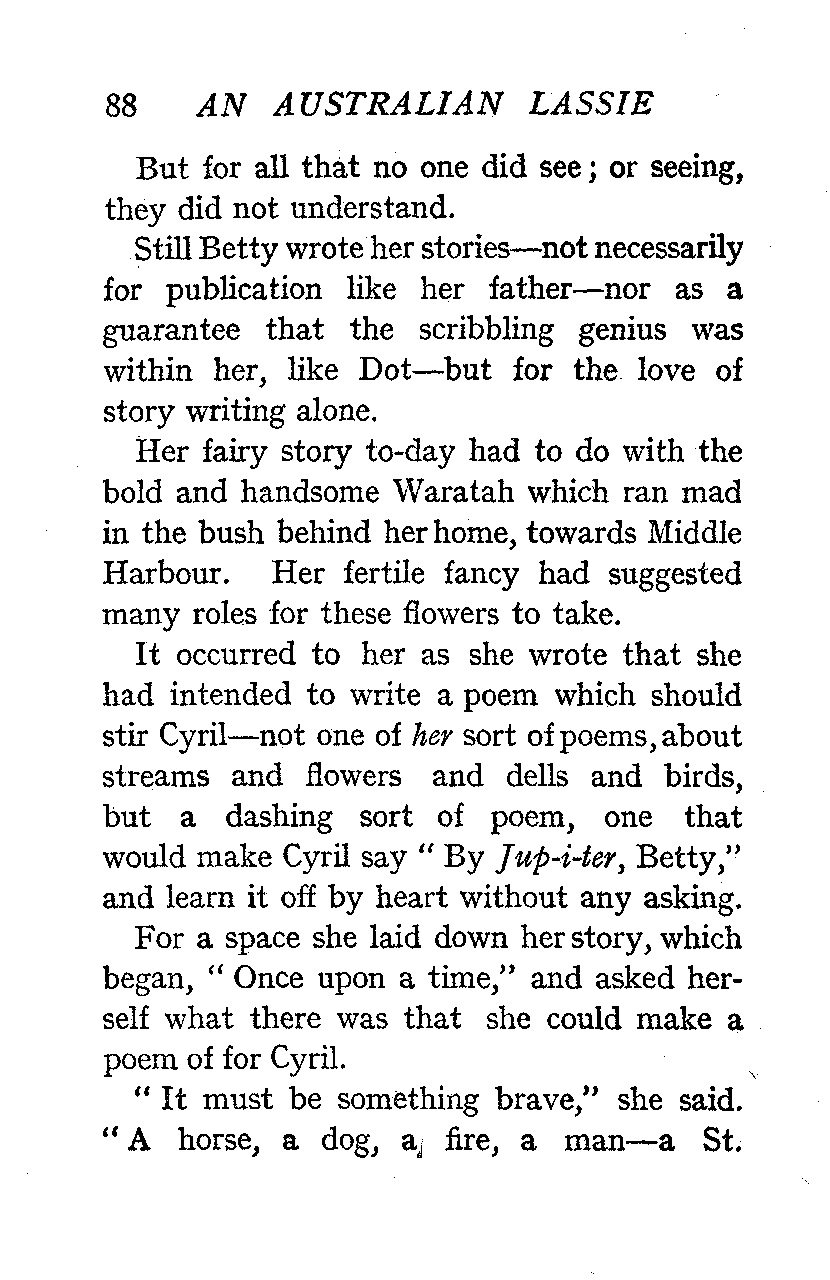 88 AN AUSTRALIAN LASSIE
But for all that no one did see; or seeing,
they did not understand.
Still Betty wrote her stories—not necessarily
for publication like her father—nor as a
guarantee that the scribbling genius was
within her, like Dot—but for the love of
story writing alone.
Her fairy story to-day had to do with the
bold and handsome Waratah which ran mad
in the bush behind her home, towards Middle
Harbour. Her fertile fancy had suggested
many roles for these flowers to take.
It occurred to her as she wrote that she
had intended to write a poem which should
stir Cyril—not one of her sort of poems, about
streams and flowers and dells and birds,
but a dashing sort of poem, one that
would make Cyril say " By Jup-i-ter, Betty,"
and learn it off by heart without any asking.
For a space she laid down her story, which
began, " Once upon a time," and asked her-
self what there was that she could make a
poem of for Cyril.
" It must be something brave," she said.
" A horse, a dog, a fire, a man—a St.